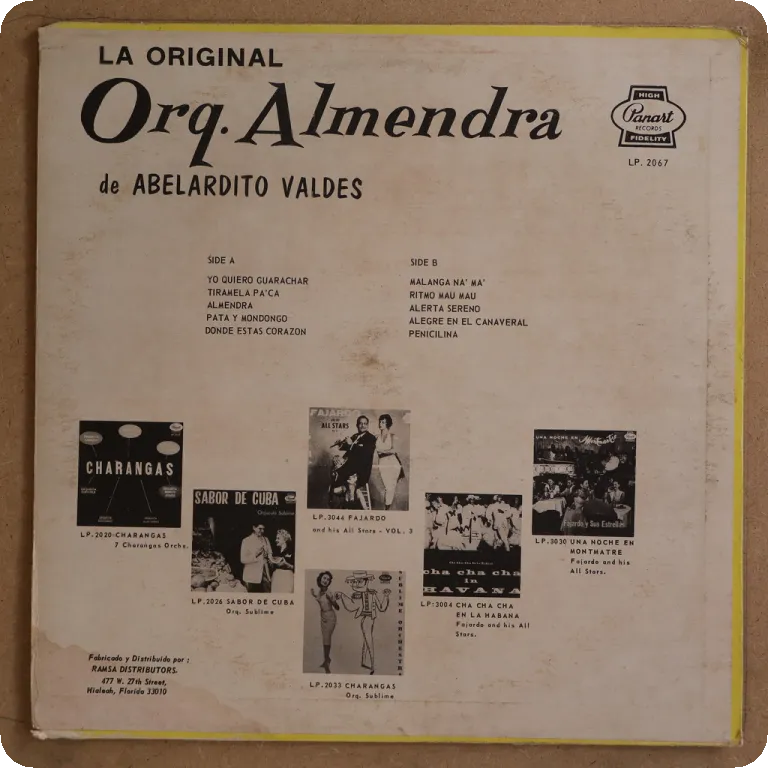 LA ORIGINAL
Orq. Almendra
de ABELARDITO VALDES
HIGH
Panart
RECORDS
FIDELITY
LP. 2067
SIDE A
YO QUIERO GUARACHAR
TIRAMELA PA'CA
ALMENDRA
PATA Y MONDONGO
DONDE ESTAS CORAZON
SIDE B
MALANGA NA' MA'
RITMO MAU MAU
ALERTA SERENO
ALEGRE EN EL CANAVERAL
PENICILINA
CHARANGAS
LP. 2020-CHARANGAS
7 Charangas Orchs.
SABOR DE CUBA
Orquesta Sublime
LP. 2026 SABOR DE CUBA
Orq. Sublime
FAJARDO
ALL STARS
LP. 3044 FAJARDO
and his All Stars - VOL. 3
SUBLIME ORCHESTRA
LP. 2033 CHARANGAS
Orq. Sublime
cha cha cha
in
HAVANA
LP: 3004 CHA CHA CHA
EN LA HABANA
Fajardo and his All
Stars.
UNA NOCHE EN Montmartre
Fajardo y Sus Estrellas
LP. 3030 UNA NOCHE EN
MONTMATRE
Fajardo and his
All Stars.
Fabricado y Distribuido por:
RAMSA DISTRIBUTORS.
477 W. 27th Street,
Hialeah, Florida 33010